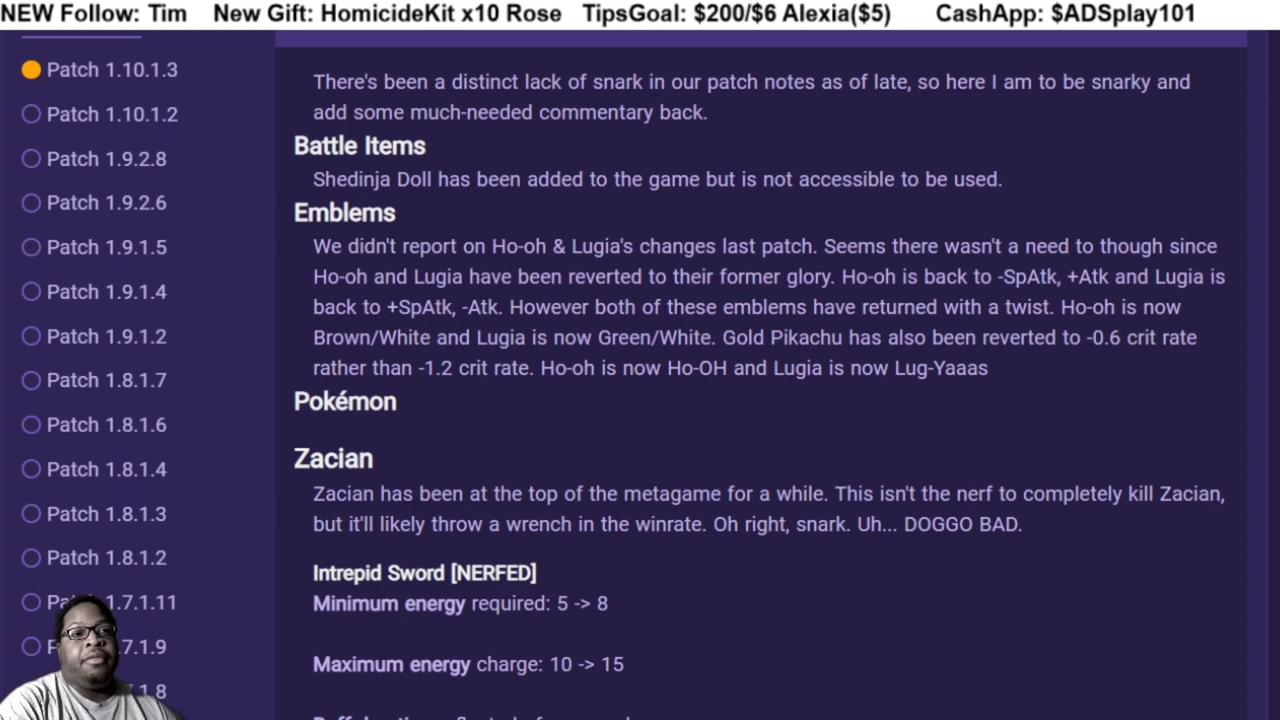 NEW Follow: Tim New Gift: HomicideKit x10 Rose TipsGoal: $200/$6 Alexia($5) CashApp: $ADSplay101
Patch 1.10.1.3
Patch 1.10.1.2
Patch 1.9.2.8
Patch 1.9.2.6
Patch 1.9.1.5
Patch 1.9.1.4
Patch 1.9.1.2
Patch 1.8.1.7
Patch 1.8.1.6
Patch 1.8.1.4
Patch 1.8.1.3
Patch 1.8.1.2
1.7.1.11
7.1.9
1.8
There's been a distinct lack of snark in our patch notes as of late, so here I am to be snarky and
add some much-needed commentary back.
Battle Items
Shedinja Doll has been added to the game but is not accessible to be used.
Emblems
We didn't report on Ho-oh & Lugia's changes last patch. Seems there wasn't a need to though since
Ho-oh and Lugia have been reverted to their former glory. Ho-oh is back to -SpAtk, +Atk and Lugia is
back to +SpAtk, -Atk. However both of these emblems have returned with a twist. Ho-oh is now
Brown/White and Lugia is now Green/White. Gold Pikachu has also been reverted to -0.6 crit rate
rather than -1.2 crit rate. Ho-oh is now Ho-OH and Lugia is now Lug-Yaaas
Pokémon
Zacian
Zacian has been at the top of the metagame for a while. This isn't the nerf to completely kill Zacian,
but it'll likely throw a wrench in the winrate. Oh right, snark. Uh... DOGGO BAD.
Intrepid Sword [NERFED]
Minimum energy required: 5 -> 8
Maximum energy charge: 10 -> 15